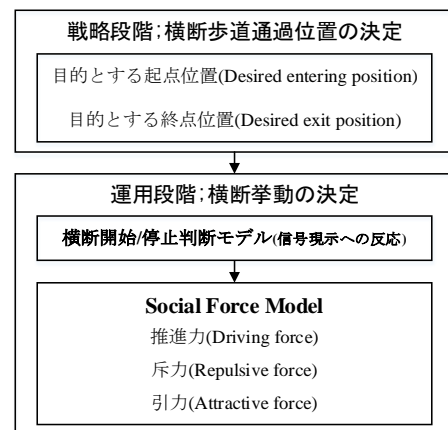 戦略段階;横断歩道通過位置の決定
目的とする起点位置(Desired entering position)
目的とする終点位置(Desired exit position)
運用段階;横断挙動の決定
横断開始/停止判断モデル(信号現示への反応)
Social Force Model
推進力(Driving force)
斥力(Repulsive force)
引力(Attractive force)